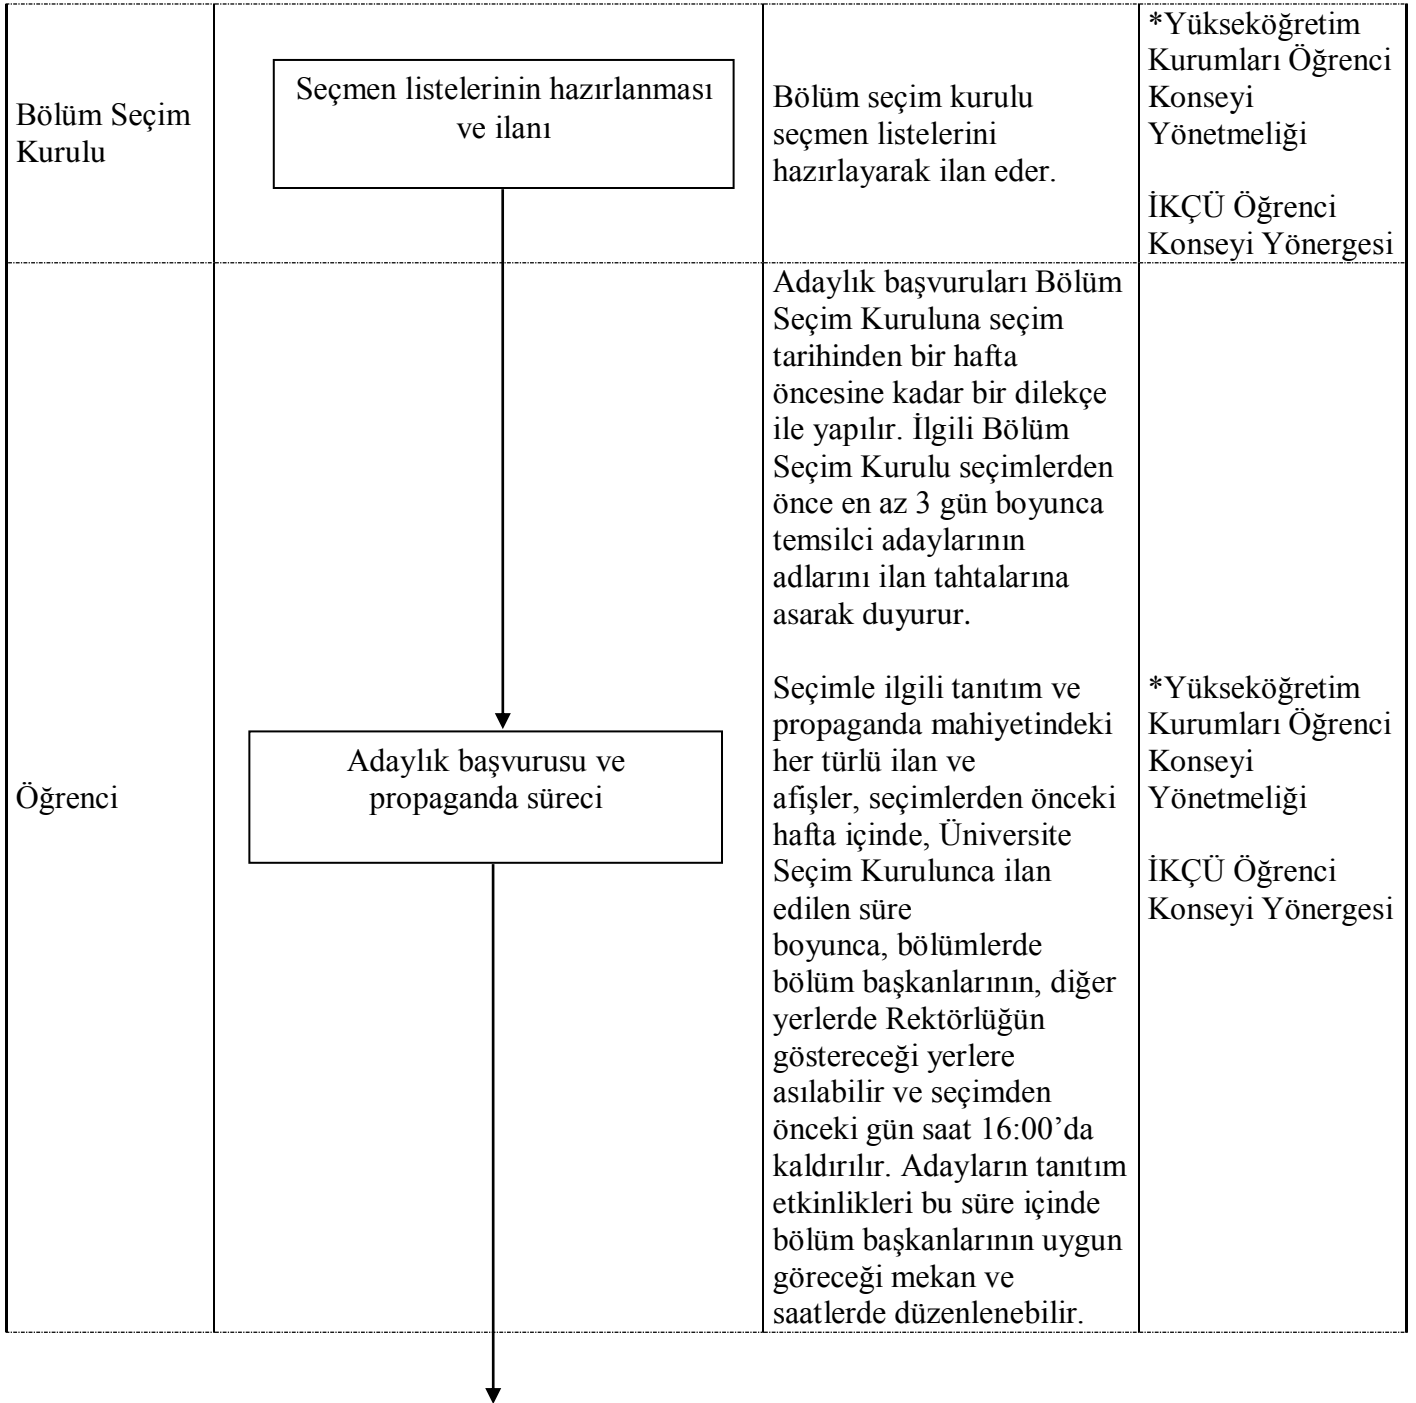 Bölüm Seçim
Kurulu
Seçmen listelerinin hazırlanması
ve ilanı
Bölüm seçim kurulu
seçmen listelerini
hazırlayarak ilan eder.
*Yükseköğretim
Kurumları Öğrenci
Konseyi
Yönetmeliği
İKÇÜ Öğrenci
Konseyi Yönergesi
Öğrenci
Adaylık başvurusu ve
propaganda süreci
Adaylık başvuruları Bölüm
Seçim Kuruluna seçim
tarihinden bir hafta
öncesine kadar bir dilekçe
ile yapılır. İlgili Bölüm
Seçim Kurulu seçimlerden
önce en az 3 gün boyunca
temsilci adaylarının
adlarını ilan tahtalarına
asarak duyurur.
Seçimle ilgili tanıtım ve
propaganda mahiyetindeki
her türlü ilan ve
afişler, seçimlerden önceki
hafta içinde, Üniversite
Seçim Kurulunca ilan
edilen süre
boyunca, bölümlerde
bölüm başkanlarının, diğer
yerlerde Rektörlüğün
göstereceği yerlere
asılabilir ve seçimden
önceki gün saat 16:00’da
kaldırılır. Adayların tanıtım
etkinlikleri bu süre içinde
bölüm başkanlarının uygun
göreceği mekan ve
saatlerde düzenlenebilir.
*Yükseköğretim
Kurumları Öğrenci
Konseyi
Yönetmeliği
İKÇÜ Öğrenci
Konseyi Yönergesi